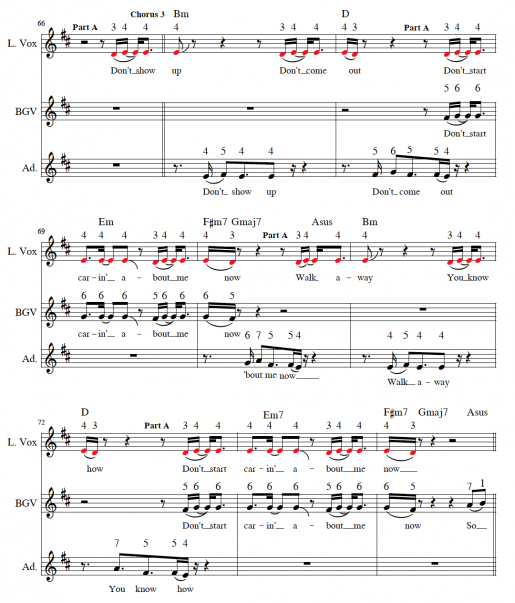 66 Part A 3 4 4 Chorus 3 4 Bm 3 4 4 D 4 3 Part A 3 4 4
L. Vox
Don't_show up Don't_come out Don't_start
5 6 6
BGV
Don't_start
4 5 4 4 5 6 5 5 4
Ad.
Don't_ show up Don't_ come out
Em F♯m7 Gmaj7 Asus Bm
69 4 4 4 4 3 4 4 4 3 Part A 3 4 4 4 3 4 4
L. Vox
car-in'_ a-bout_me now Walk_ a-way You_know
6 6 6 6 5 6 6 6 5
BGV
car-in'_ a-bout_me now
6 7 5 5 4 4 5 4 4
Ad.
'bout me now____ Walk_ a-way
D Em7 F♯m7 Gmaj7 Asus
72 4 3 Part A 3 4 4 4 4 4 4 3 4 4 4 3
L. Vox
how Don't_start car-in'_ a-bout_me now__
5 6 6 6 6 6 6 5 6 6 6 5 7 1
BGV
Don't_start car-in'_ a-bout_me now So__
7 5 5 4
Ad.
You know how